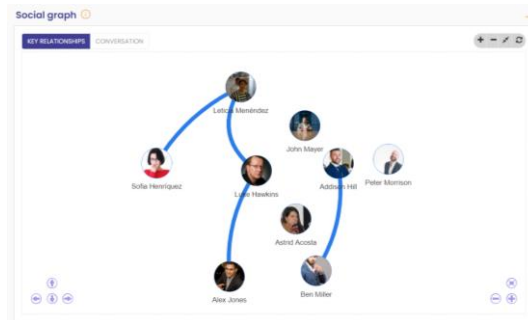 Social graph
KEY RELATIONSHIPS CONVERSATION
Leticia Menéndez
John Mayer
Sofia Henriquez
Luis Hawkins
Addison Hill
Peter Morrison
Astrid Acosta
Alex Jones
Ben Miller